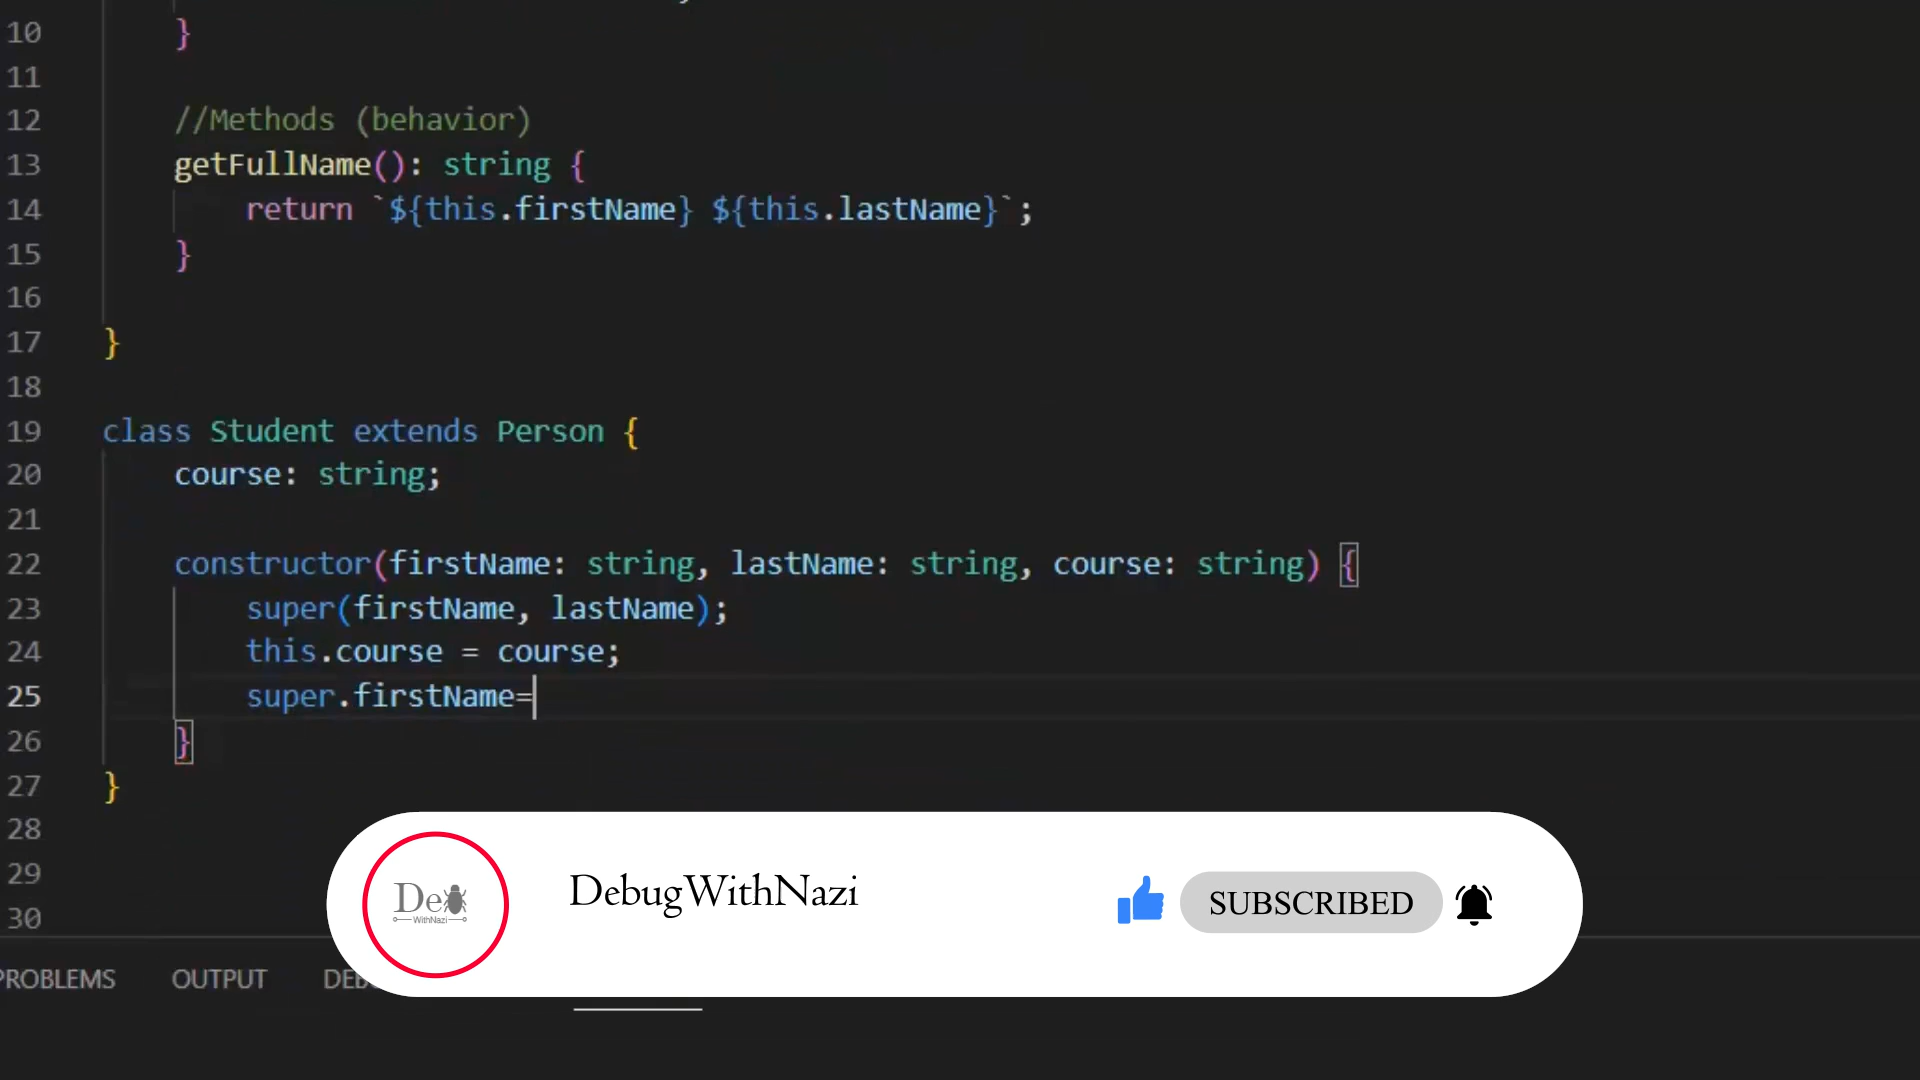 10 }
11
12 //Methods (behavior)
13 getFullName(): string {
14 return `${this.firstName} ${this.lastName}`;
15 }
16
17 }
18
19 class Student extends Person {
20 course: string;
21
22 constructor(firstName: string, lastName: string, course: string) {
23 super(firstName, lastName);
24 this.course = course;
25 super.firstName=
26 }
27 }
28
29
30
De
WithNazi
DebugWithNazi
SUBSCRIBED
PROBLEMS OUTPUT